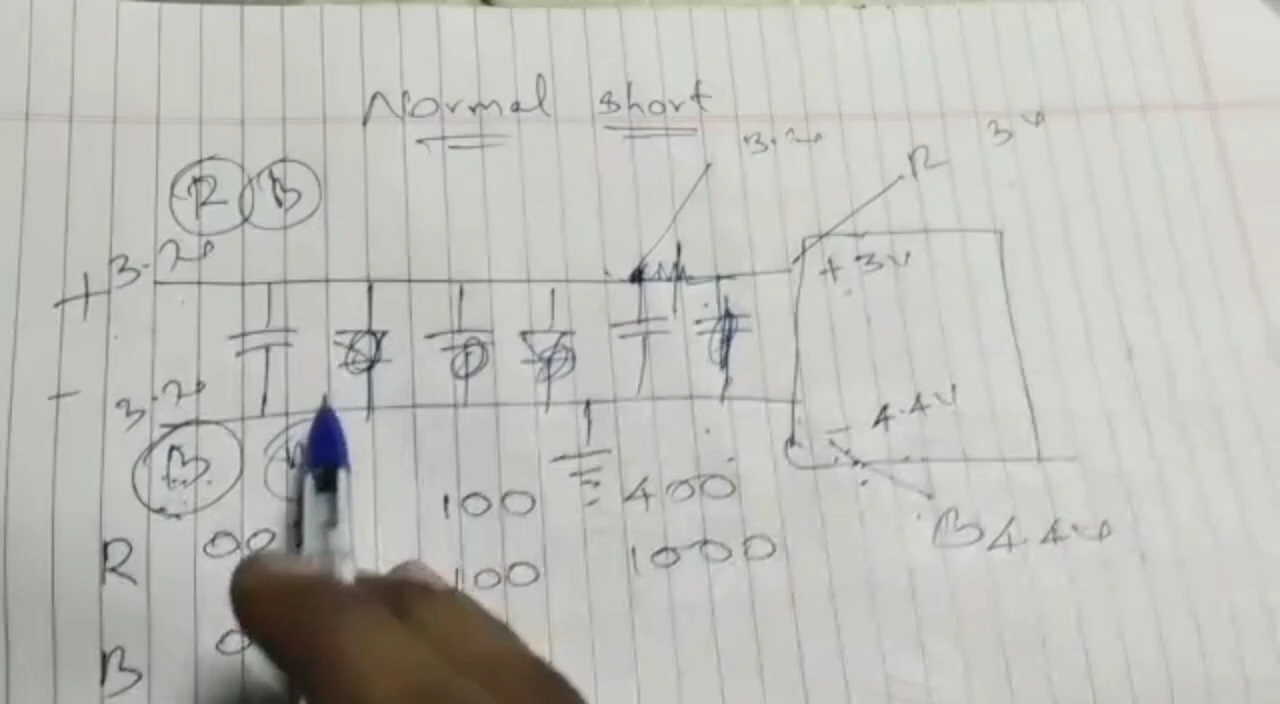 Normal short
3.2v
R 3v
R B
+ 3.2v
+ 3v
- 3.2v
- 4.4V
B
100 400
B 4.4v
R 00
100 1000
B